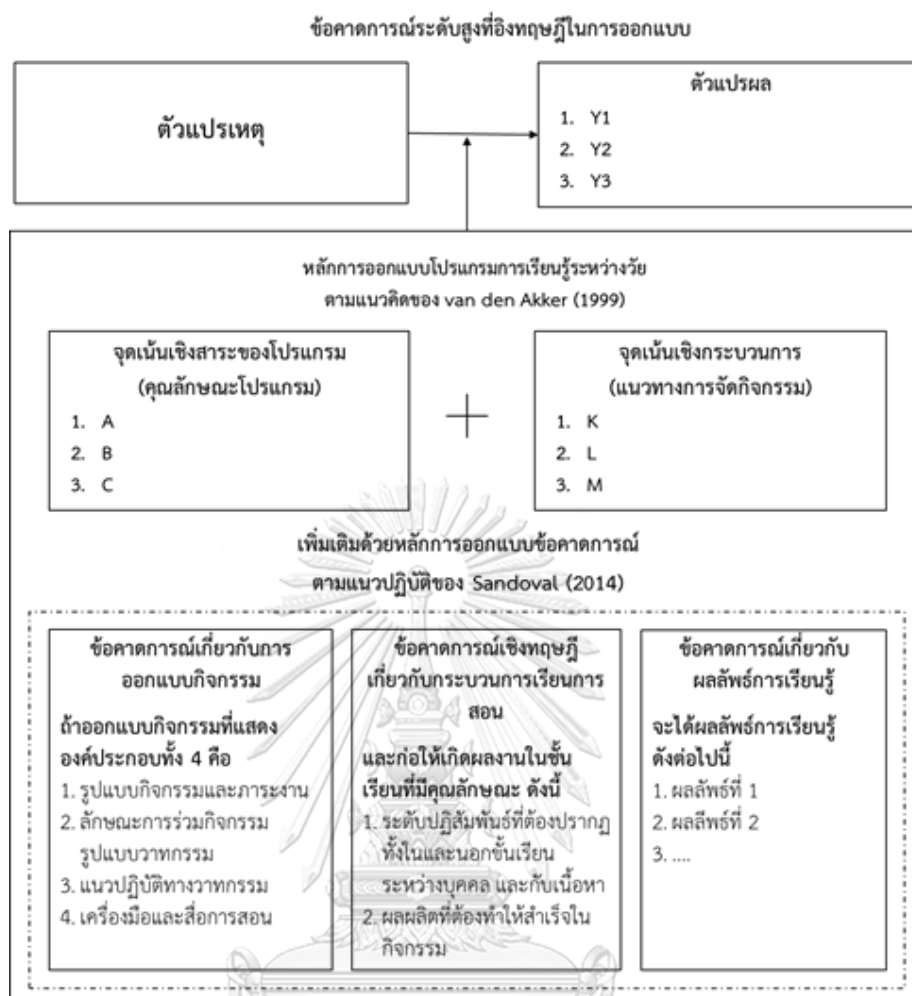 ข้อคาดการณ์ระดับสูงที่อิงทฤษฎีในการออกแบบ
ตัวแปรเหตุ
ตัวแปรผล
1. Y1
2. Y2
3. Y3
หลักการออกแบบโปรแกรมการเรียนรู้ระหว่างวัย
ตามแนวคิดของ van den Akker (1999)
จุดเน้นเชิงสาระของโปรแกรม
(คุณลักษณะโปรแกรม)
1. A
2. B
3. C
+
จุดเน้นเชิงกระบวนการ
(แนวทางการจัดกิจกรรม)
1. K
2. L
3. M
เพิ่มเติมด้วยหลักการออกแบบข้อคาดการณ์
ตามแนวปฏิบัติของ Sandoval (2014)
ข้อคาดการณ์เกี่ยวกับการ
ออกแบบกิจกรรม
ถ้าออกแบบกิจกรรมที่แสดง
องค์ประกอบทั้ง 4 คือ
1. รูปแบบกิจกรรมและภาระงาน
2. ลักษณะการร่วมกิจกรรม
รูปแบบวาทกรรม
3. แนวปฏิบัติทางวาทกรรม
4. เครื่องมือและสื่อการสอน
ข้อคาดการณ์เชิงทฤษฎี
เกี่ยวกับกระบวนการเรียนการ
สอน
และก่อให้เกิดผลงานในชั้น
เรียนที่มีคุณลักษณะ ดังนี้
1. ระดับปฏิสัมพันธ์ที่ต้องปรากฏ
ทั้งในและนอกชั้นเรียน
ระหว่างบุคคล และกับเนื้อหา
2. ผลผลิตที่ต้องทำให้สำเร็จใน
กิจกรรม
ข้อคาดการณ์เกี่ยวกับ
ผลลัพธ์การเรียนรู้
จะได้ผลลัพธ์การเรียนรู้
ดังต่อไปนี้
1. ผลลัพธ์ที่ 1
2. ผลลีพธ์ที่ 2
3. ....